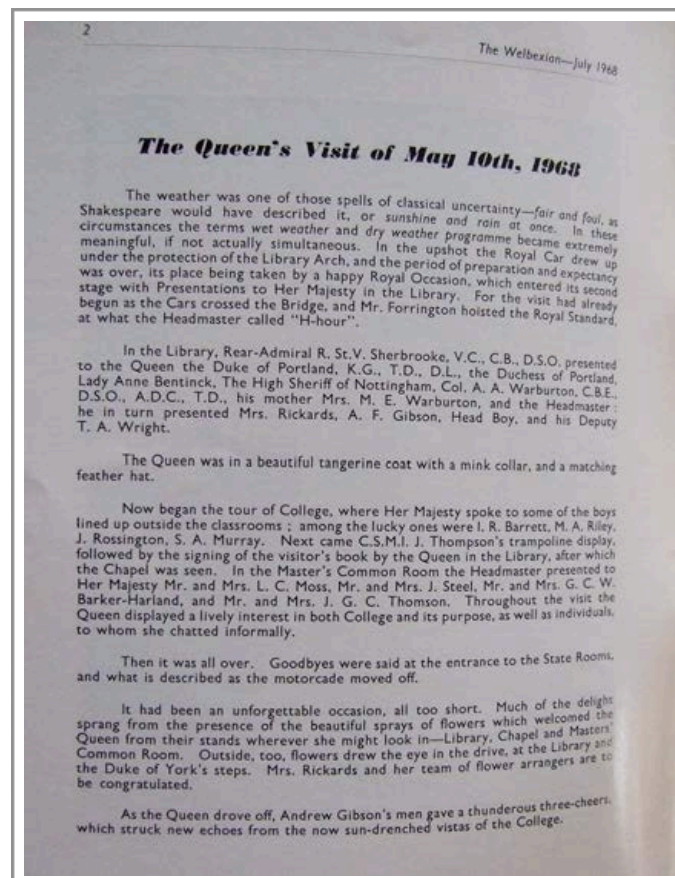 2
The Welbexian—July 1968
The Queen's Visit of May 10th, 1968
The weather was one of those spells of classical uncertainty—fair and foul, as
Shakespeare would have described it, or sunshine and rain at once. In these
circumstances the terms wet weather and dry weather programme became extremely
meaningful, if not actually simultaneous. In the upshot the Royal Car drew up
under the protection of the Library Arch, and the period of preparation and expectancy
was over, its place being taken by a happy Royal Occasion, which entered its second
stage with Presentations to Her Majesty in the Library. For the visit had already
begun as the Cars crossed the Bridge, and Mr. Forrington hoisted the Royal Standard,
at what the Headmaster called "H-hour".
In the Library, Rear-Admiral R. St.V. Sherbrooke, V.C., C.B., D.S.O. presented
to the Queen the Duke of Portland, K.G., T.D., D.L., the Duchess of Portland,
Lady Anne Bentinck, The High Sheriff of Nottingham, Col. A. A. Warburton, C.B.E.,
D.S.O., A.D.C., T.D., his mother Mrs. M. E. Warburton, and the Headmaster :
he in turn presented Mrs. Rickards, A. F. Gibson, Head Boy, and his Deputy
T. A. Wright.
The Queen was in a beautiful tangerine coat with a mink collar, and a matching
feather hat.
Now began the tour of College, where Her Majesty spoke to some of the boys
lined up outside the classrooms ; among the lucky ones were I. R. Barrett, M. A. Riley,
J. Rossington, S. A. Murray. Next came C.S.M.I. J. Thompson's trampoline display,
followed by the signing of the visitor's book by the Queen in the Library, after which
the Chapel was seen. In the Master's Common Room the Headmaster presented to
Her Majesty Mr. and Mrs. L. C. Moss, Mr. and Mrs. J. Steel, Mr. and Mrs. G. C. W.
Barker-Harland, and Mr. and Mrs. J. G. C. Thomson. Throughout the visit the
Queen displayed a lively interest in both College and its purpose, as well as individuals,
to whom she chatted informally.
Then it was all over. Goodbyes were said at the entrance to the State Rooms,
and what is described as the motorcade moved off.
It had been an unforgettable occasion, all too short. Much of the delight
sprang from the presence of the beautiful sprays of flowers which welcomed the
Queen from their stands wherever she might look in—Library, Chapel and Masters'
Common Room. Outside, too, flowers drew the eye in the drive, at the Library and
the Duke of York's steps. Mrs. Rickards and her team of flower arrangers are to
be congratulated.
As the Queen drove off, Andrew Gibson's men gave a thunderous three-cheers,
which struck new echoes from the now sun-drenched vistas of the College.